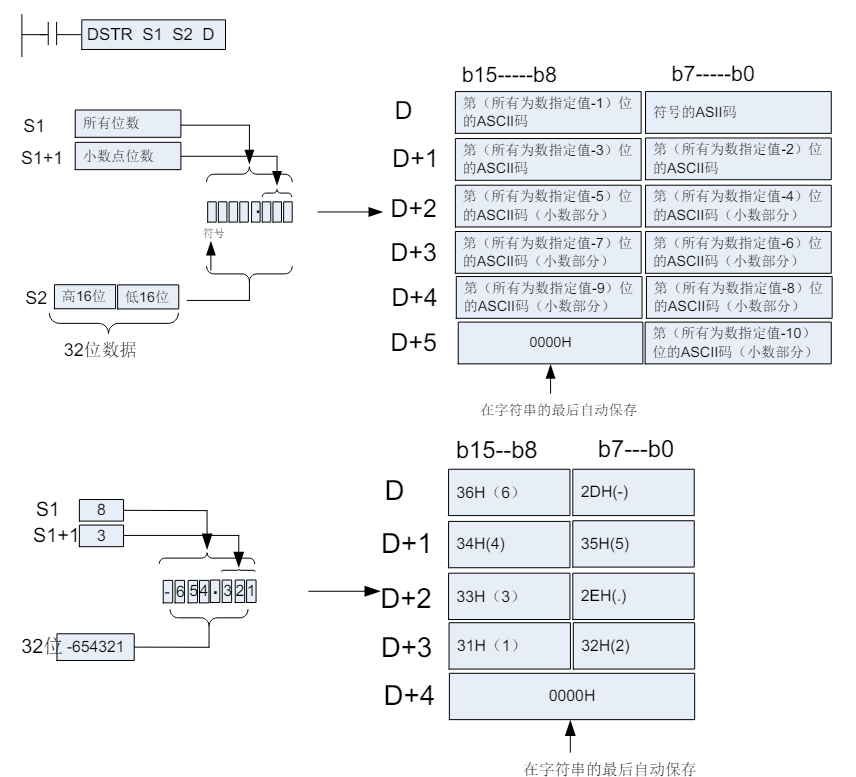 DSTR S1 S2 D
b15-----b8
b7-----b0
S1
所有位数
S1+1
小数点位数
.
符号
S2
高16位
低16位
32位数据
D
第（所有为数指定值-1）位
的ASCII码
符号的ASII码
D+1
第（所有为数指定值-3）位
的ASCII码
第（所有为数指定值-2）位
的ASCII码
D+2
第（所有为数指定值-5）位
的ASCII码（小数部分）
第（所有为数指定值-4）位
的ASCII码（小数部分）
D+3
第（所有为数指定值-7）位
的ASCII码（小数部分）
第（所有为数指定值-6）位
的ASCII码（小数部分）
D+4
第（所有为数指定值-9）位
的ASCII码（小数部分）
第（所有为数指定值-8）位
的ASCII码（小数部分）
D+5
0000H
第（所有为数指定值-10）
位的ASCII码（小数部分）
在字符串的最后自动保存
b15--b8
b7---b0
S1
8
S1+1
3
-654.321
32位
-654321
D
36H（6）
2DH(-)
D+1
34H(4)
35H(5)
D+2
33H（3）
2EH(.)
D+3
31H（1）
32H(2)
D+4
0000H
在字符串的最后自动保存